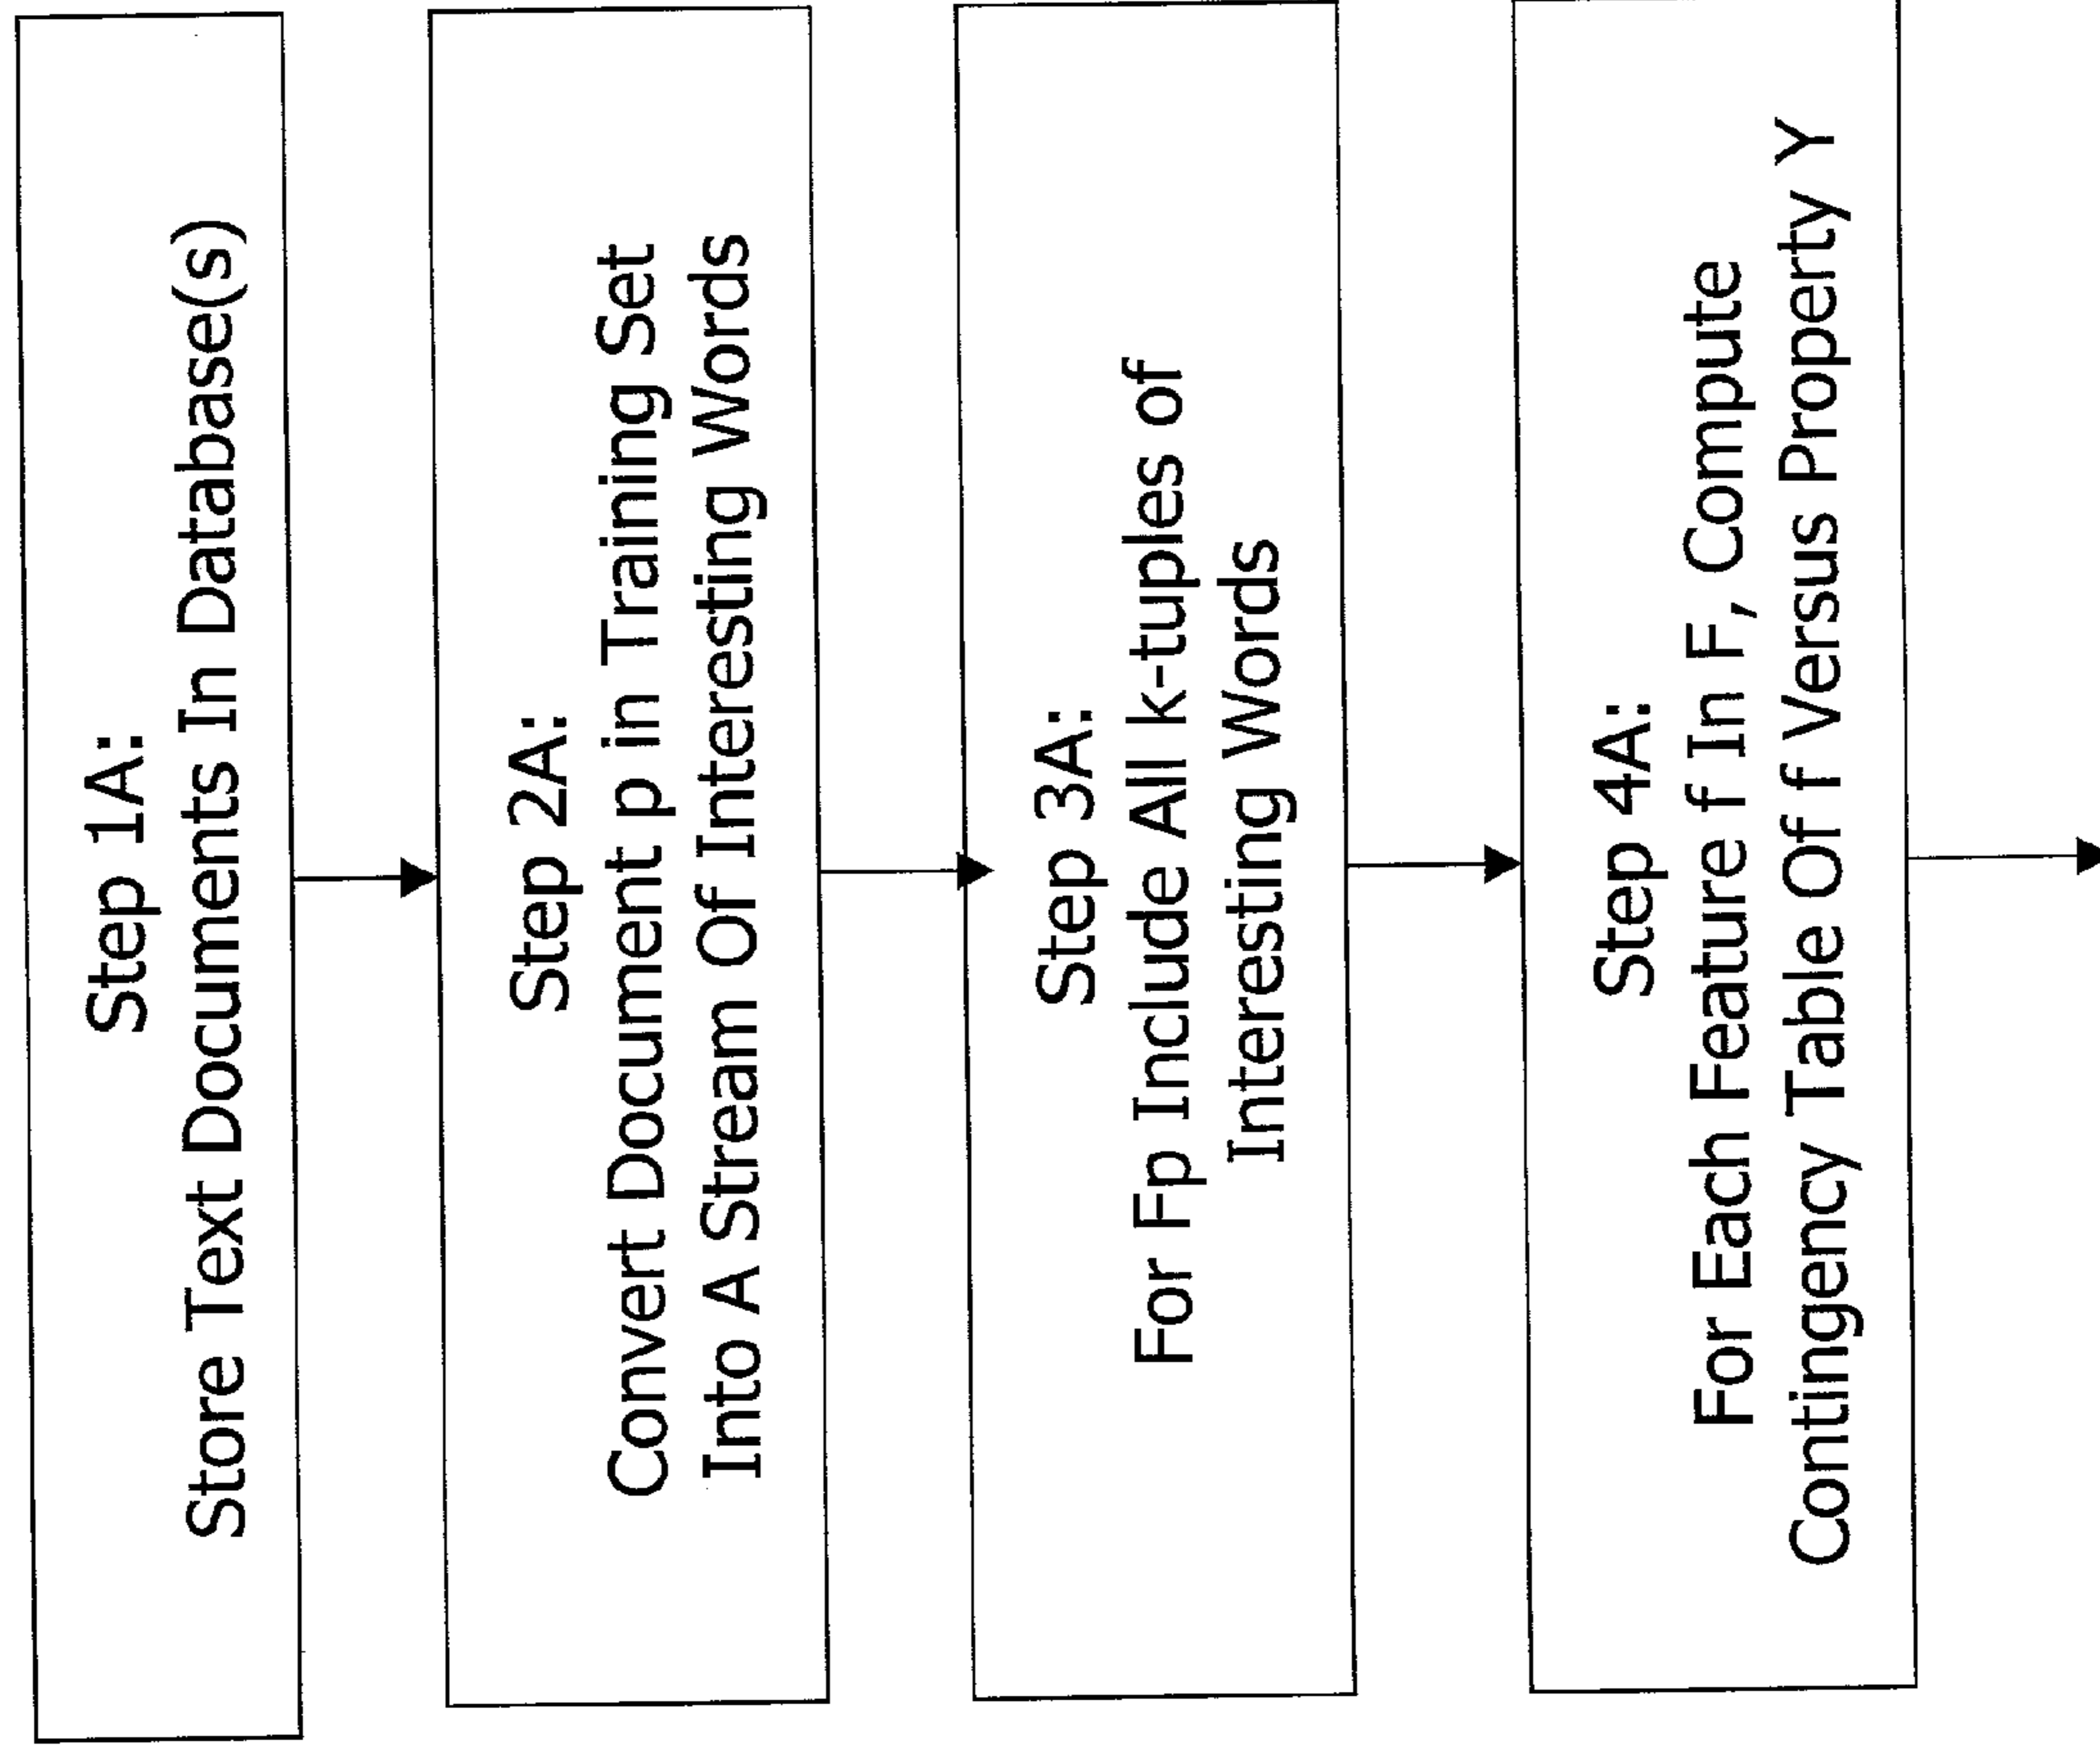 Step 1A:
Store Text Documents In Database(s)
Step 2A:
Convert Document p in Training Set
Into A Stream Of Interesting Words
Step 3A:
For Fp Include All k-tuples of
Interesting Words
Step 4A:
For Each Feature f In F, Compute
Contingency Table Of f Versus Property Y